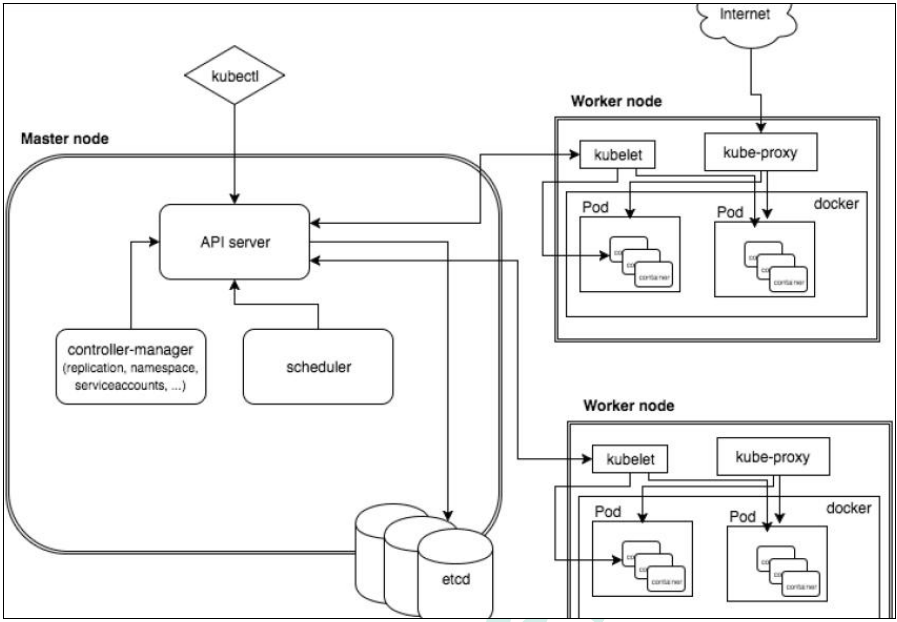 Internet
kubectl
Worker node
Master node
kubelet
kube-proxy
docker
Pod
Pod
container
container
API server
controller-manager
(replication, namespace,
serviceaccounts, ...)
scheduler
Worker node
kubelet
kube-proxy
docker
Pod
Pod
container
container
etcd